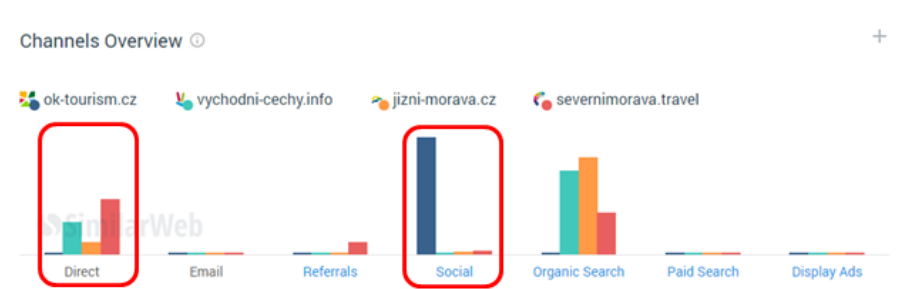 Channels Overview
ok-tourism.cz vychodni-cechy.info jizni-morava.cz severnimorava.travel
SimilarWeb
Direct Email Referrals Social Organic Search Paid Search Display Ads